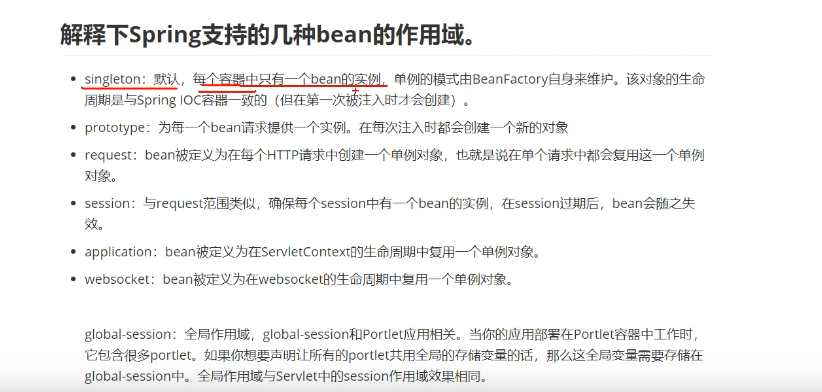 解释下Spring支持的几种bean的作用域。
singleton：默认，每个容器中只有一个bean的实例，单例的模式由BeanFactory自身来维护。该对象的生命
周期是与Spring IOC容器一致的（但在第一次被注入时才会创建）。
prototype：为每一个bean请求提供一个实例。在每次注入时都会创建一个新的对象
request：bean被定义为在每个HTTP请求中创建一个单例对象，也就是说在单个请求中都会复用这一个单例
对象。
session：与request范围类似，确保每个session中有一个bean的实例，在session过期后，bean会随之失
效。
application：bean被定义为在ServletContext的生命周期中复用一个单例对象。
websocket：bean被定义为在websocket的生命周期中复用一个单例对象。
global-session：全局作用域，global-session和Portlet应用相关。当你的应用部署在Portlet容器中工作时，
它包含很多portlet。如果你想要声明让所有的portlet共用全局的存储变量的话，那么这全局变量需要存储在
global-session中。全局作用域与Servlet中的session作用域效果相同。